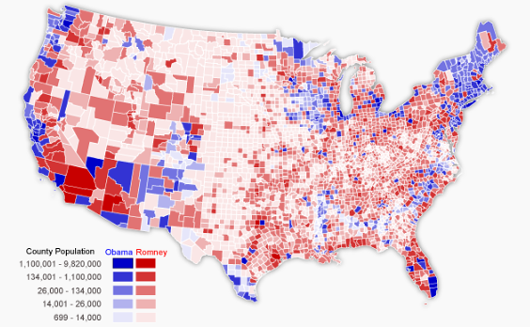 County Population Obama Romney
1,100,001 - 9,820,000
134,001 - 1,100,000
26,000 - 134,000
14,001 - 26,000
699 - 14,000